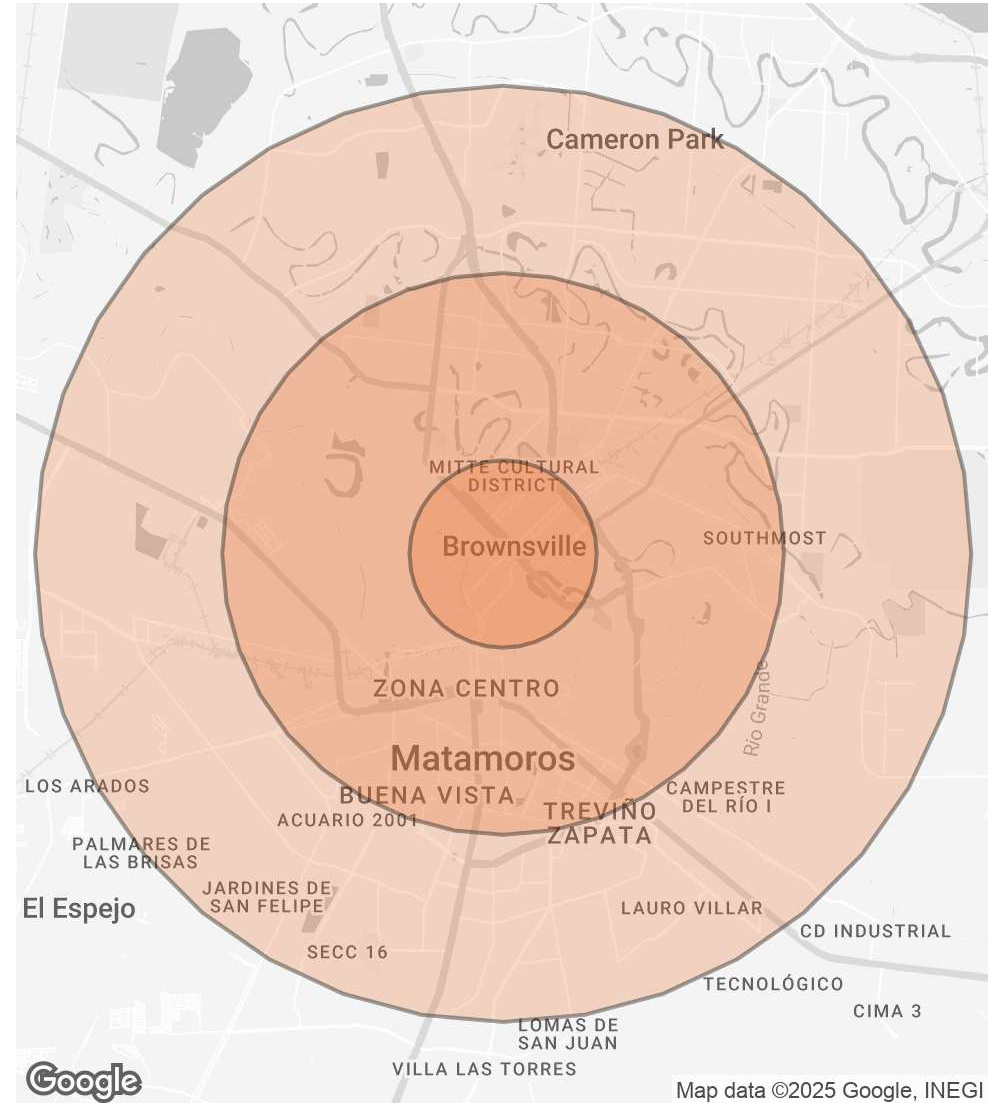 Cameron Park
MITTE CULTURAL
DISTRICT
Brownsville
SOUTHMOST
ZONA CENTRO
Río Grande
Matamoros
LOS ARADOS
BUENA VISTA
CAMPESTRE
DEL RÍO I
ACUARIO 2001
TREVIÑO
ZAPATA
PALMARES DE
LAS BRISAS
JARDINES DE
SAN FELIPE
El Espejo
LAURO VILLAR
CD INDUSTRIAL
SECC 16
TECNOLÓGICO
CIMA 3
LOMAS DE
SAN JUAN
VILLA LAS TORRES
Google
Map data ©2025 Google, INEGI